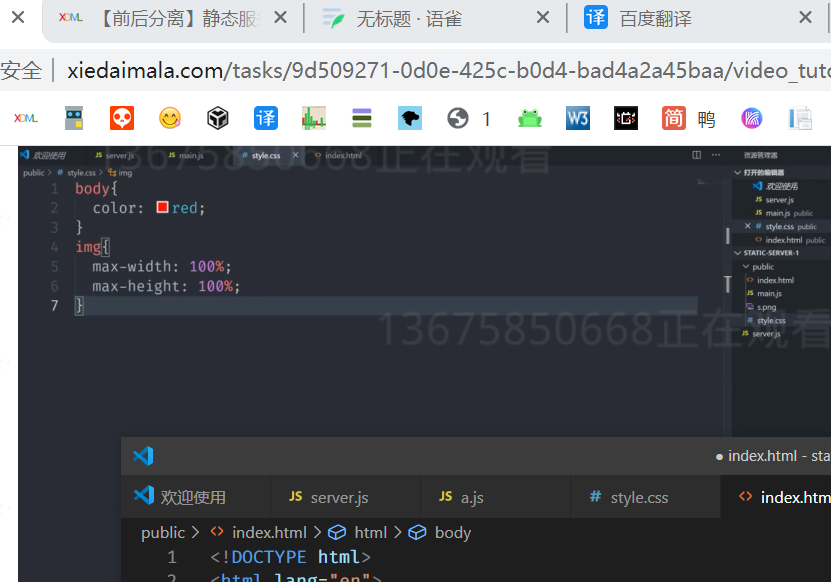 XDML 【前后分离】静态服 无标题 · 语雀 译 百度翻译
安全 xiedaimala.com/tasks/9d509271-0d0e-425c-b0d4-bad4a2a45baa/video_tuto
XDML 译 1 W3 简 鸭
欢迎使用 JS server.js JS main.js # style.css <> index.html ··· 资源管理器
13675850668正在观看
public > # style.css > img
打开的编辑器
1 body{
欢迎使用
2 color: red;
JS server.js
3 }
JS main.js public
4 img{
# style.css public
5 max-width: 100%;
<> index.html public
6 max-height: 100%;
STATIC-SERVER-1
7 }
public
<> index.html
JS main.js
s.png
# style.css
JS server.js
13675850668正在观看
● index.html - sta
欢迎使用 JS server.js JS a.js # style.css <> index.htm
public > <> index.html > html > body
1 <!DOCTYPE html>
2 <html lang="en">